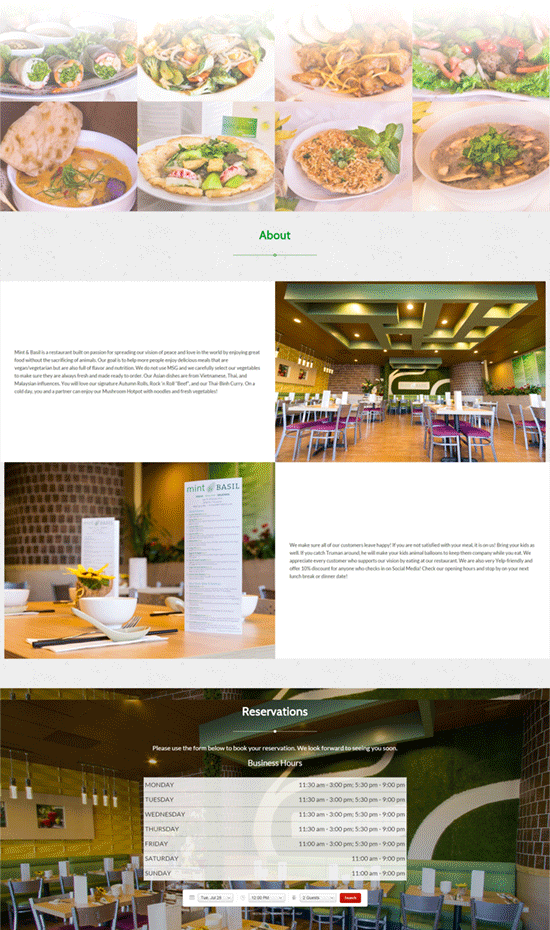 About
Mint & Basil is a restaurant built on passion for spreading our vision of peace and love in the world by enjoying great
food without the sacrificing of animals. Our goal is to help more people enjoy delicious meals that are
vegan/vegetarian but are also full of flavor and nutrition. We do not use MSG and we carefully select our vegetables
to make sure they are always fresh and made ready to order. Our Asian dishes are from Vietnamese, Thai, and
Malaysian influences. You will love our signature Autumn Rolls, Rock 'n Roll "Beef", and our Thai Binh Curry. On a
cold day, you and a partner can enjoy our Mushroom Hotpot with noodles and fresh vegetables!
mint BASIL
We make sure all of our customers leave happy! If you are not satisfied with your meal, it is on us! Bring your kids as
well. If you catch Truman around, he will make your kids animal balloons to keep them company while you eat. We
appreciate every customer who supports our vision by eating at our restaurant. We are also very Yelp-friendly and
offer 10% discount for anyone who checks in on Social Media! Check our opening hours and stop by on your next
lunch break or dinner date!
Reservations
Please use the form below to book your reservation. We look forward to seeing you soon.
Business Hours
MONDAY 11:30 am - 3:00 pm; 5:30 pm - 9:00 pm
TUESDAY 11:30 am - 3:00 pm; 5:30 pm - 9:00 pm
WEDNESDAY 11:30 am - 3:00 pm; 5:30 pm - 9:00 pm
THURSDAY 11:30 am - 3:00 pm; 5:30 pm - 9:00 pm
FRIDAY 11:00 am - 3:00 pm; 5:30 pm - 9:00 pm
SATURDAY 11:00 am - 9:00 pm
SUNDAY 11:30 am - 9:00 pm
Tue, Jul 26 12:00 PM 2 Guests Search